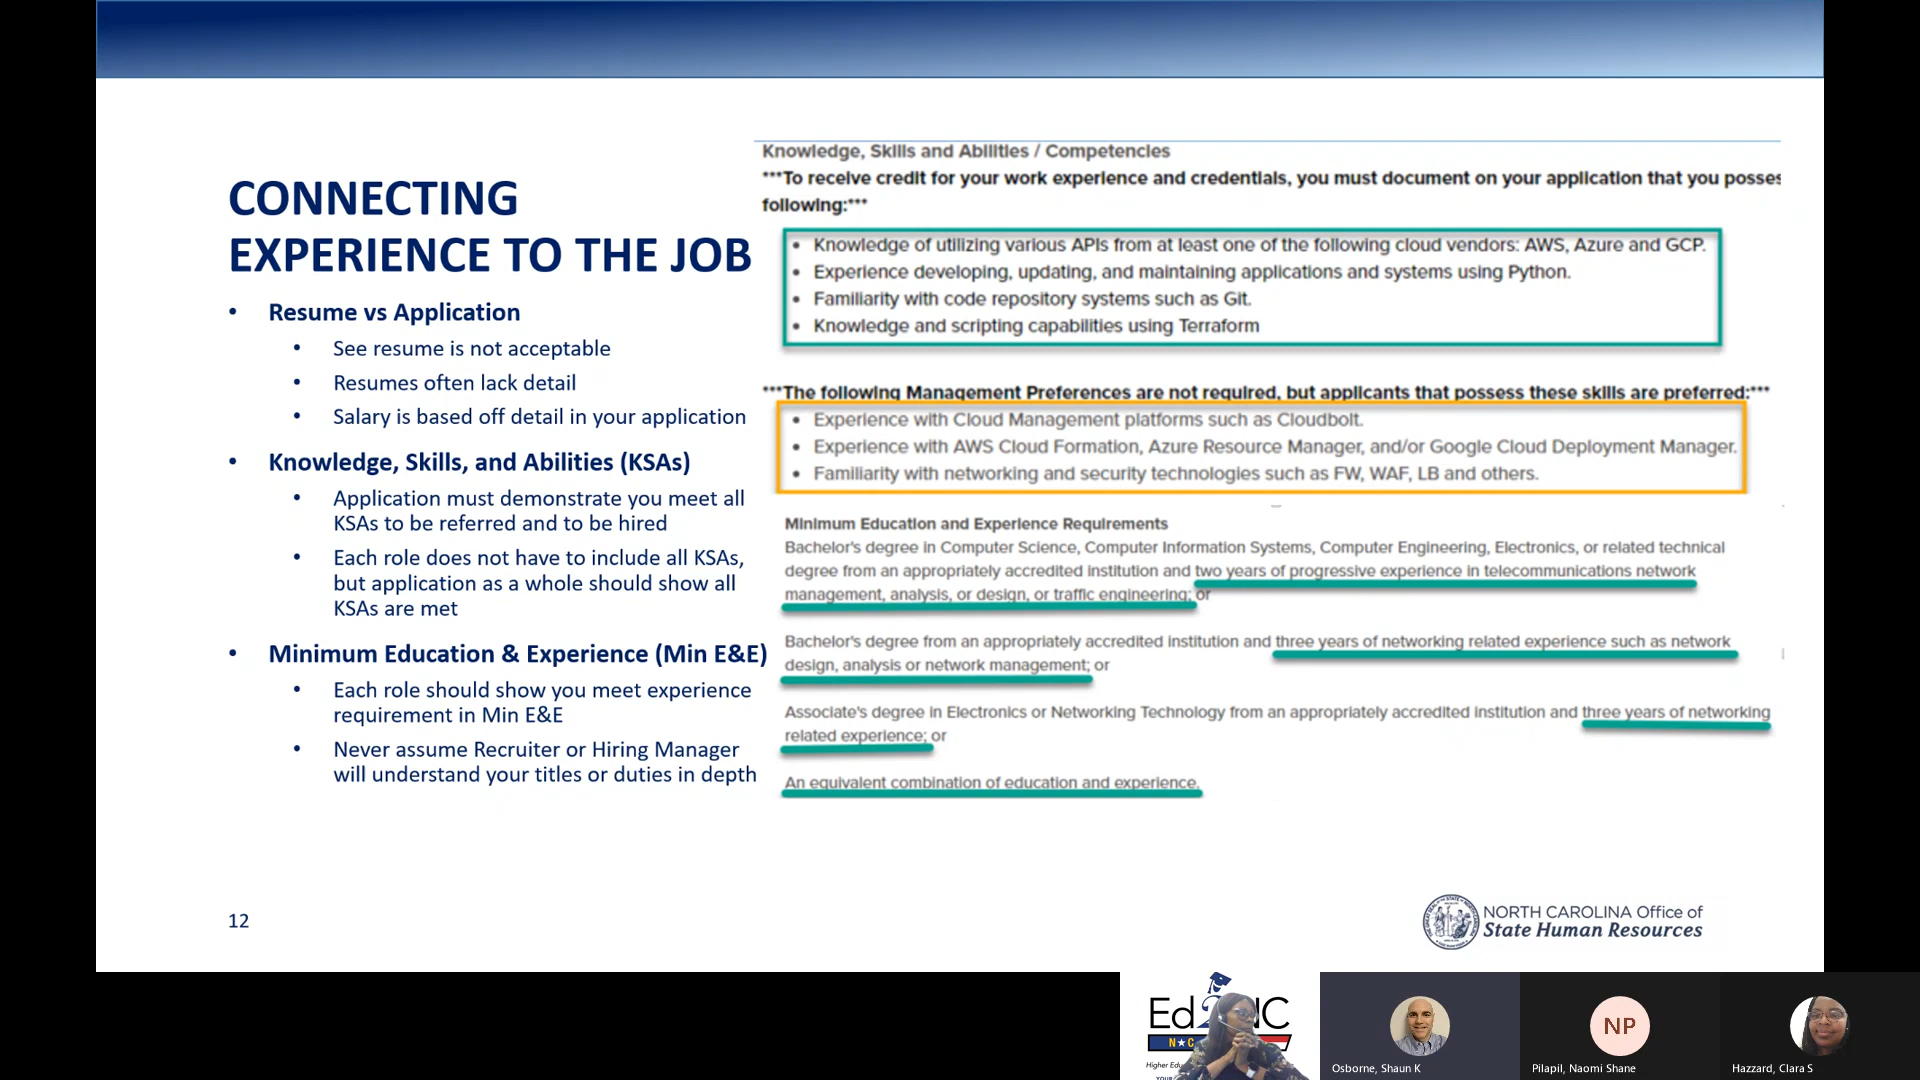 CONNECTING
EXPERIENCE TO THE JOB
• Resume vs Application
• See resume is not acceptable
• Resumes often lack detail
• Salary is based off detail in your application
• Knowledge, Skills, and Abilities (KSAs)
• Application must demonstrate you meet all
KSAs to be referred and to be hired
• Each role does not have to include all KSAs,
but application as a whole should show all
KSAs are met
• Minimum Education & Experience (Min E&E)
• Each role should show you meet experience
requirement in Min E&E
• Never assume Recruiter or Hiring Manager
will understand your titles or duties in depth
Knowledge, Skills and Abilities / Competencies
***To receive credit for your work experience and credentials, you must document on your application that you posses
following:***
• Knowledge of utilizing various APIs from at least one of the following cloud vendors: AWS, Azure and GCP.
• Experience developing, updating, and maintaining applications and systems using Python.
• Familiarity with code repository systems such as Git.
• Knowledge and scripting capabilities using Terraform
***The following Management Preferences are not required, but applicants that possess these skills are preferred:***
• Experience with Cloud Management platforms such as Cloudbolt.
• Experience with AWS Cloud Formation, Azure Resource Manager, and/or Google Cloud Deployment Manager.
• Familiarity with networking and security technologies such as FW, WAF, LB and others.
Minimum Education and Experience Requirements
Bachelor's degree in Computer Science, Computer Information Systems, Computer Engineering, Electronics, or related technical
degree from an appropriately accredited institution and two years of progressive experience in telecommunications network
management, analysis, or design, or traffic engineering; or
Bachelor's degree from an appropriately accredited institution and three years of networking related experience such as network
design, analysis or network management; or
Associate's degree in Electronics or Networking Technology from an appropriately accredited institution and three years of networking
related experience; or
An equivalent combination of education and experience.
12
NORTH CAROLINA Office of
State Human Resources
Ed NC
N★C
Higher
YOUR
Osborne, Shaun K
NP
Pilapil, Naomi Shane
Hazzard, Clara S